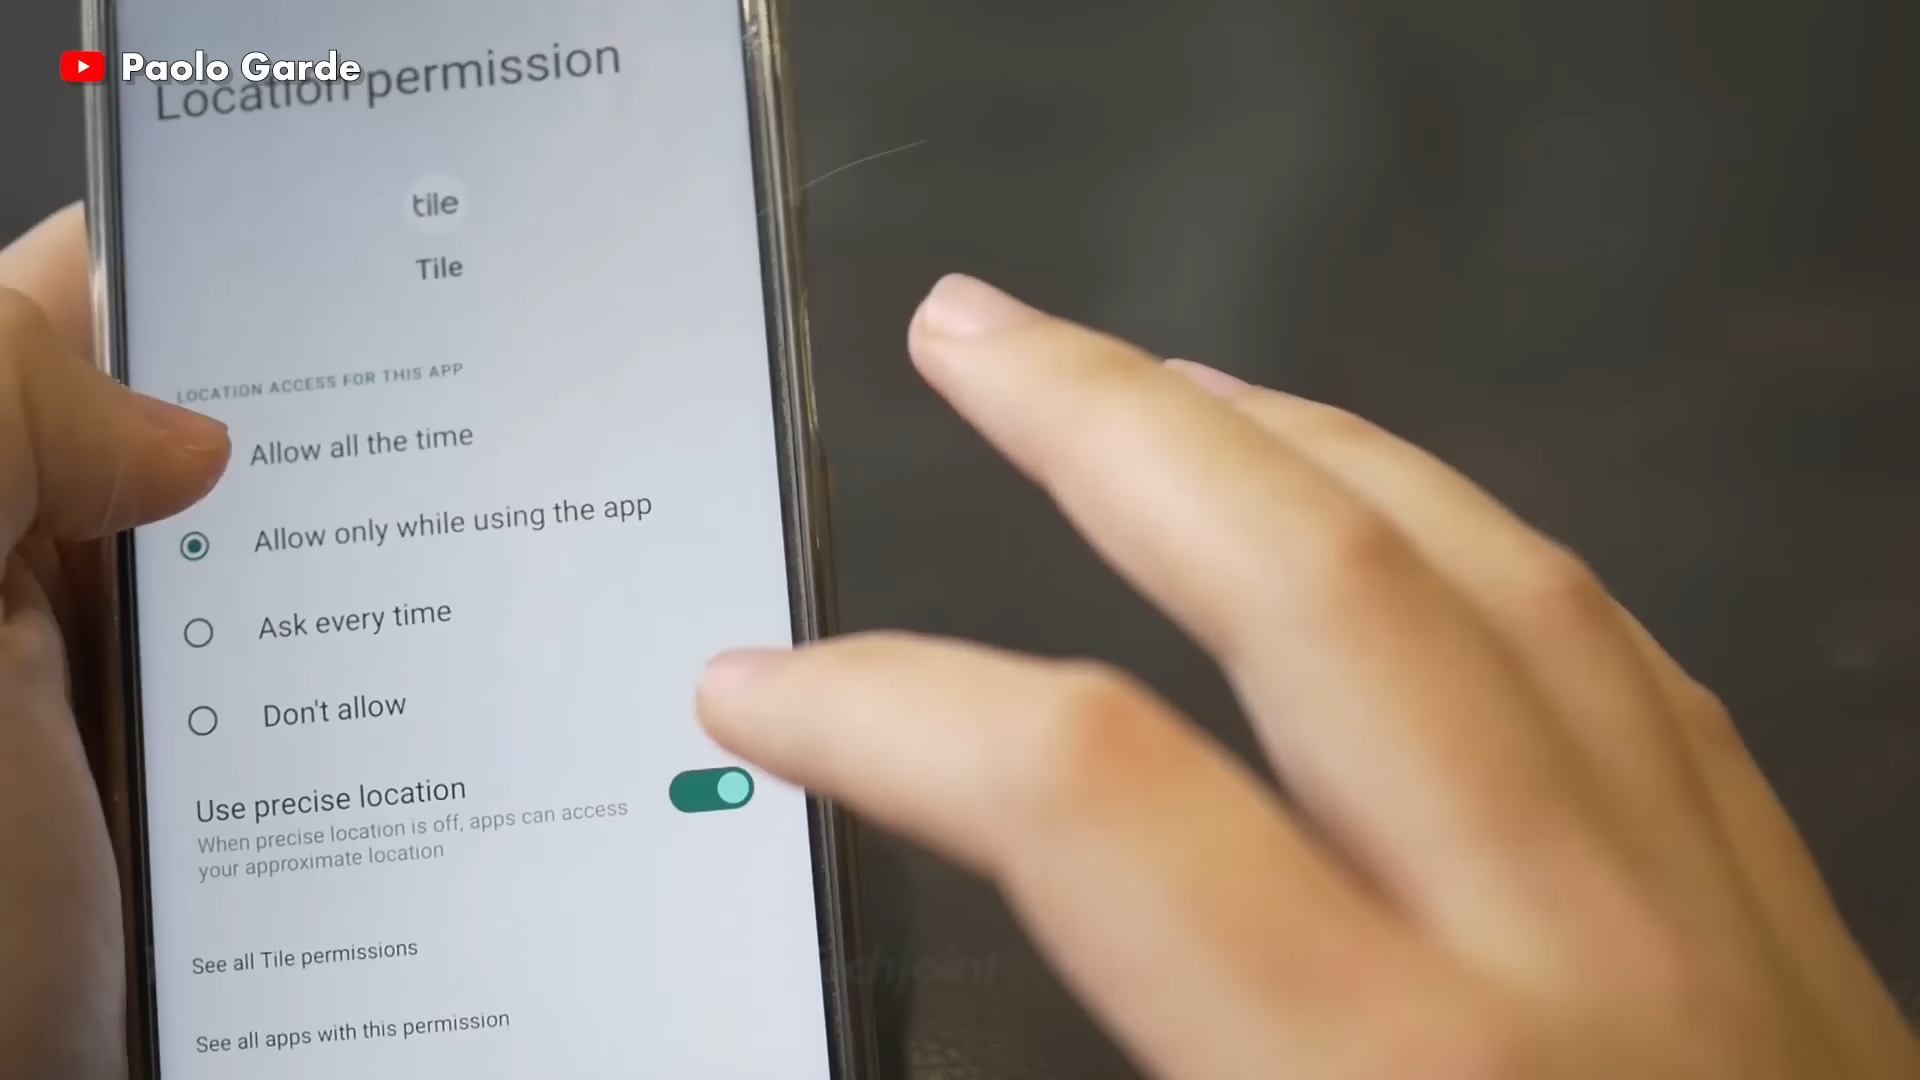 Paolo Garde
Location permission
tile
Tile
LOCATION ACCESS FOR THIS APP
Allow all the time
Allow only while using the app
Ask every time
Don't allow
Use precise location
When precise location is off, apps can access
your approximate location
See all Tile permissions
See all apps with this permission